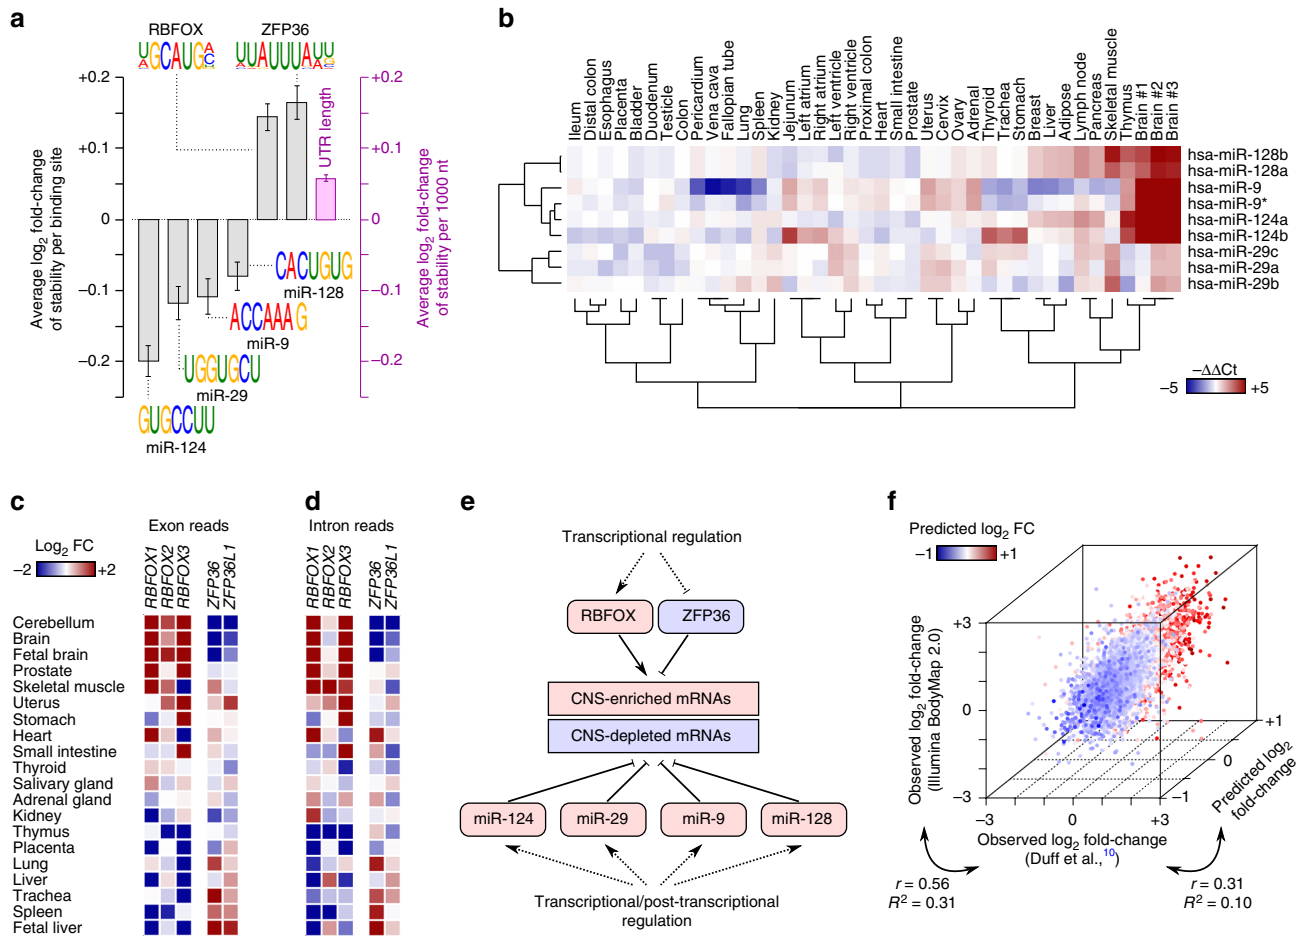 a
RBFOX
ZFP36
UGCAUG
UUAUUUAU
+0.2
+0.1
0
−0.1
−0.2
Average log2 fold-change
of stability per binding site
UTR length
+0.2
+0.1
0
−0.1
−0.2
Average log2 fold-change
of stability per 1000 nt
CACUGUG
miR-128
ACCAAAG
miR-9
UGGUGCU
miR-29
GUGCCUU
miR-124
b
Ileum
Distal colon
Esophagus
Placenta
Bladder
Duodenum
Testicle
Colon
Pericardium
Vena cava
Fallopian tube
Lung
Spleen
Kidney
Jejunum
Left atrium
Right atrium
Left ventricle
Right ventricle
Proximal colon
Heart
Small intestine
Prostate
Uterus
Cervix
Ovary
Adrenal
Thyroid
Trachea
Stomach
Breast
Liver
Adipose
Lymph node
Pancreas
Skeletal muscle
Thymus
Brain #1
Brain #2
Brain #3
hsa-miR-128b
hsa-miR-128a
hsa-miR-9
hsa-miR-9*
hsa-miR-124a
hsa-miR-124b
hsa-miR-29c
hsa-miR-29a
hsa-miR-29b
−ΔΔCt
−5 +5
c
Exon reads
Log2 FC
−2 +2
RBFOX1
RBFOX2
RBFOX3
ZFP36
ZFP36L1
Cerebellum
Brain
Fetal brain
Prostate
Skeletal muscle
Uterus
Stomach
Heart
Small intestine
Thyroid
Salivary gland
Adrenal gland
Kidney
Thymus
Placenta
Lung
Liver
Trachea
Spleen
Fetal liver
d
Intron reads
RBFOX1
RBFOX2
RBFOX3
ZFP36
ZFP36L1
e
Transcriptional regulation
RBFOX ZFP36
CNS-enriched mRNAs
CNS-depleted mRNAs
miR-124 miR-29 miR-9 miR-128
Transcriptional/post-transcriptional
regulation
f
Predicted log2 FC
−1 +1
Observed log2 fold-change
(Illumina BodyMap 2.0)
+3
0
−3
−3 0 +3
Observed log2 fold-change
(Duff et al.,10)
+1
0
−1
Predicted log2
fold-change
r = 0.56
R2 = 0.31
r = 0.31
R2 = 0.10